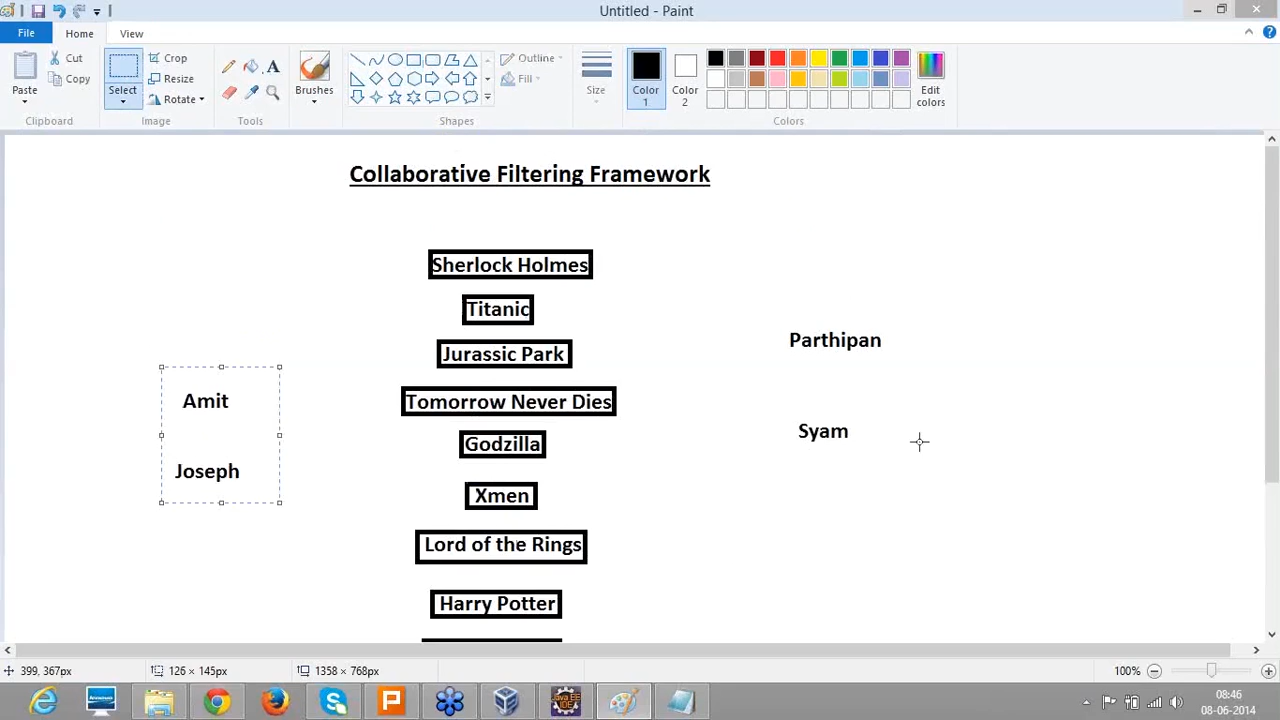 Untitled - Paint
File
Home
View
Paste
Cut
Copy
Clipboard
Select
Crop
Resize
Rotate
Image
Tools
A
Brushes
Shapes
Outline
Fill
Size
Color 1
Color 2
Edit colors
Colors
Collaborative Filtering Framework
Sherlock Holmes
Titanic
Jurassic Park
Tomorrow Never Dies
Godzilla
Xmen
Lord of the Rings
Harry Potter
Amit
Joseph
Parthipan
Syam
399, 367px
126 × 145px
1358 × 768px
100%
Java EE
IDE
08:46
08-06-2014